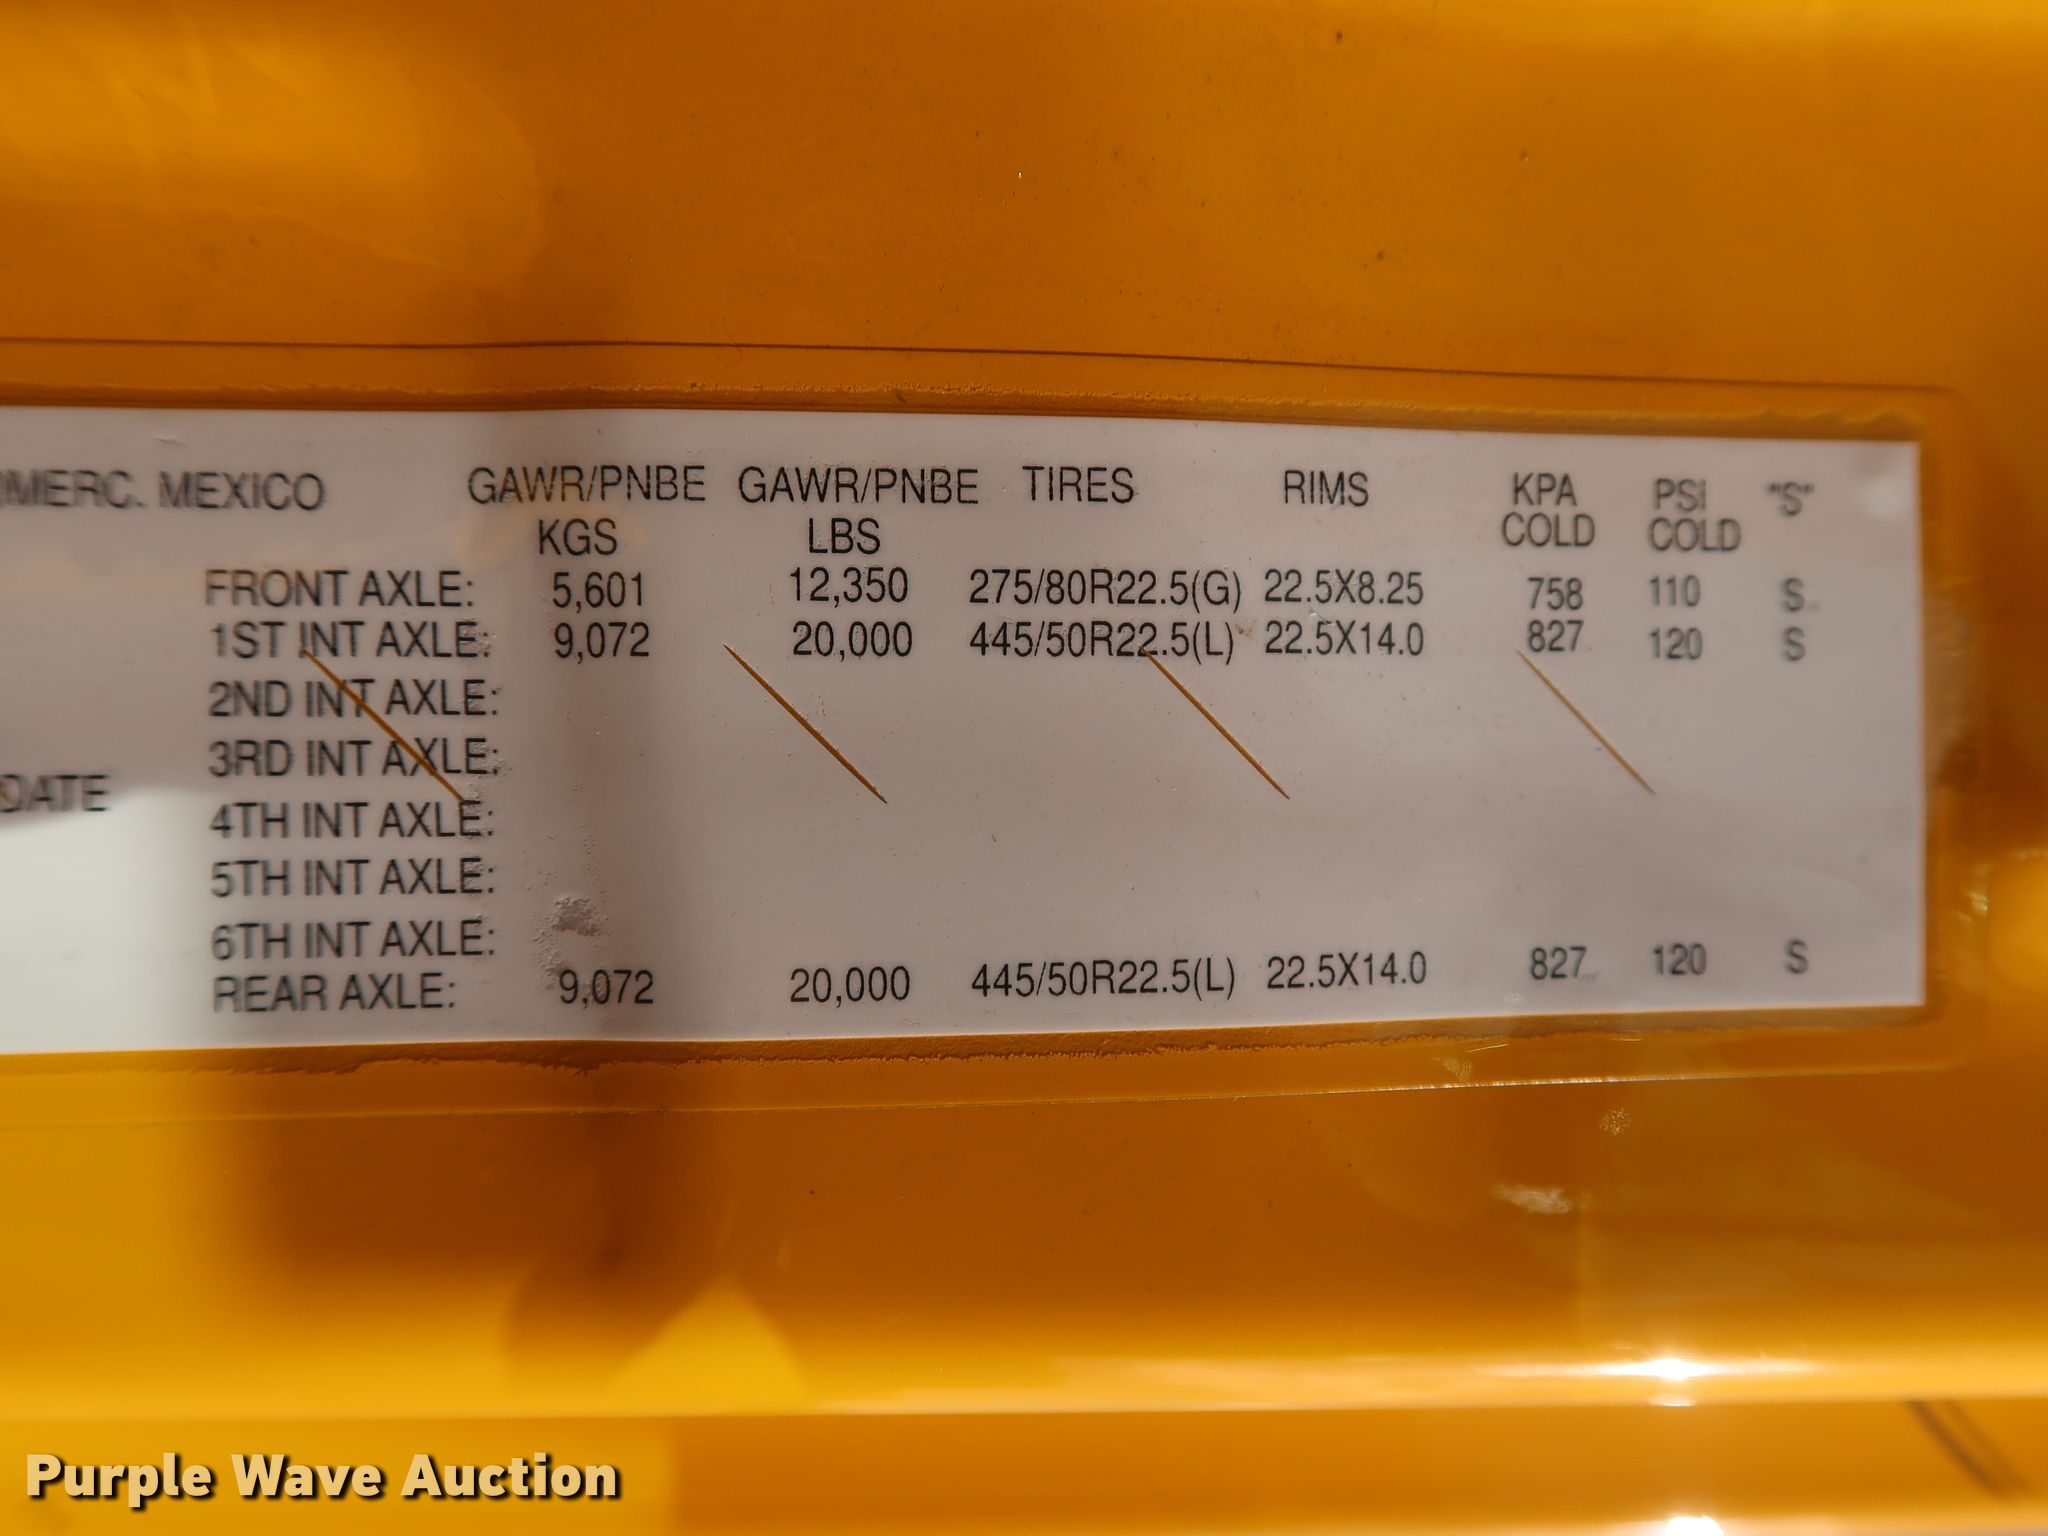 MERC. MEXICO GAWR/PNBE GAWR/PNBE TIRES RIMS KPA PSI "S"
KGS LBS COLD COLD
FRONT AXLE: 5,601 12,350 275/80R22.5(G) 22.5X8.25 758 110 S
1ST INT AXLE: 9,072 20,000 445/50R22.5(L) 22.5X14.0 827 120 S
2ND INT AXLE:
3RD INT AXLE:
DATE
4TH INT AXLE:
5TH INT AXLE:
6TH INT AXLE:
REAR AXLE: 9,072 20,000 445/50R22.5(L) 22.5X14.0 827 120 S
Purple Wave Auction